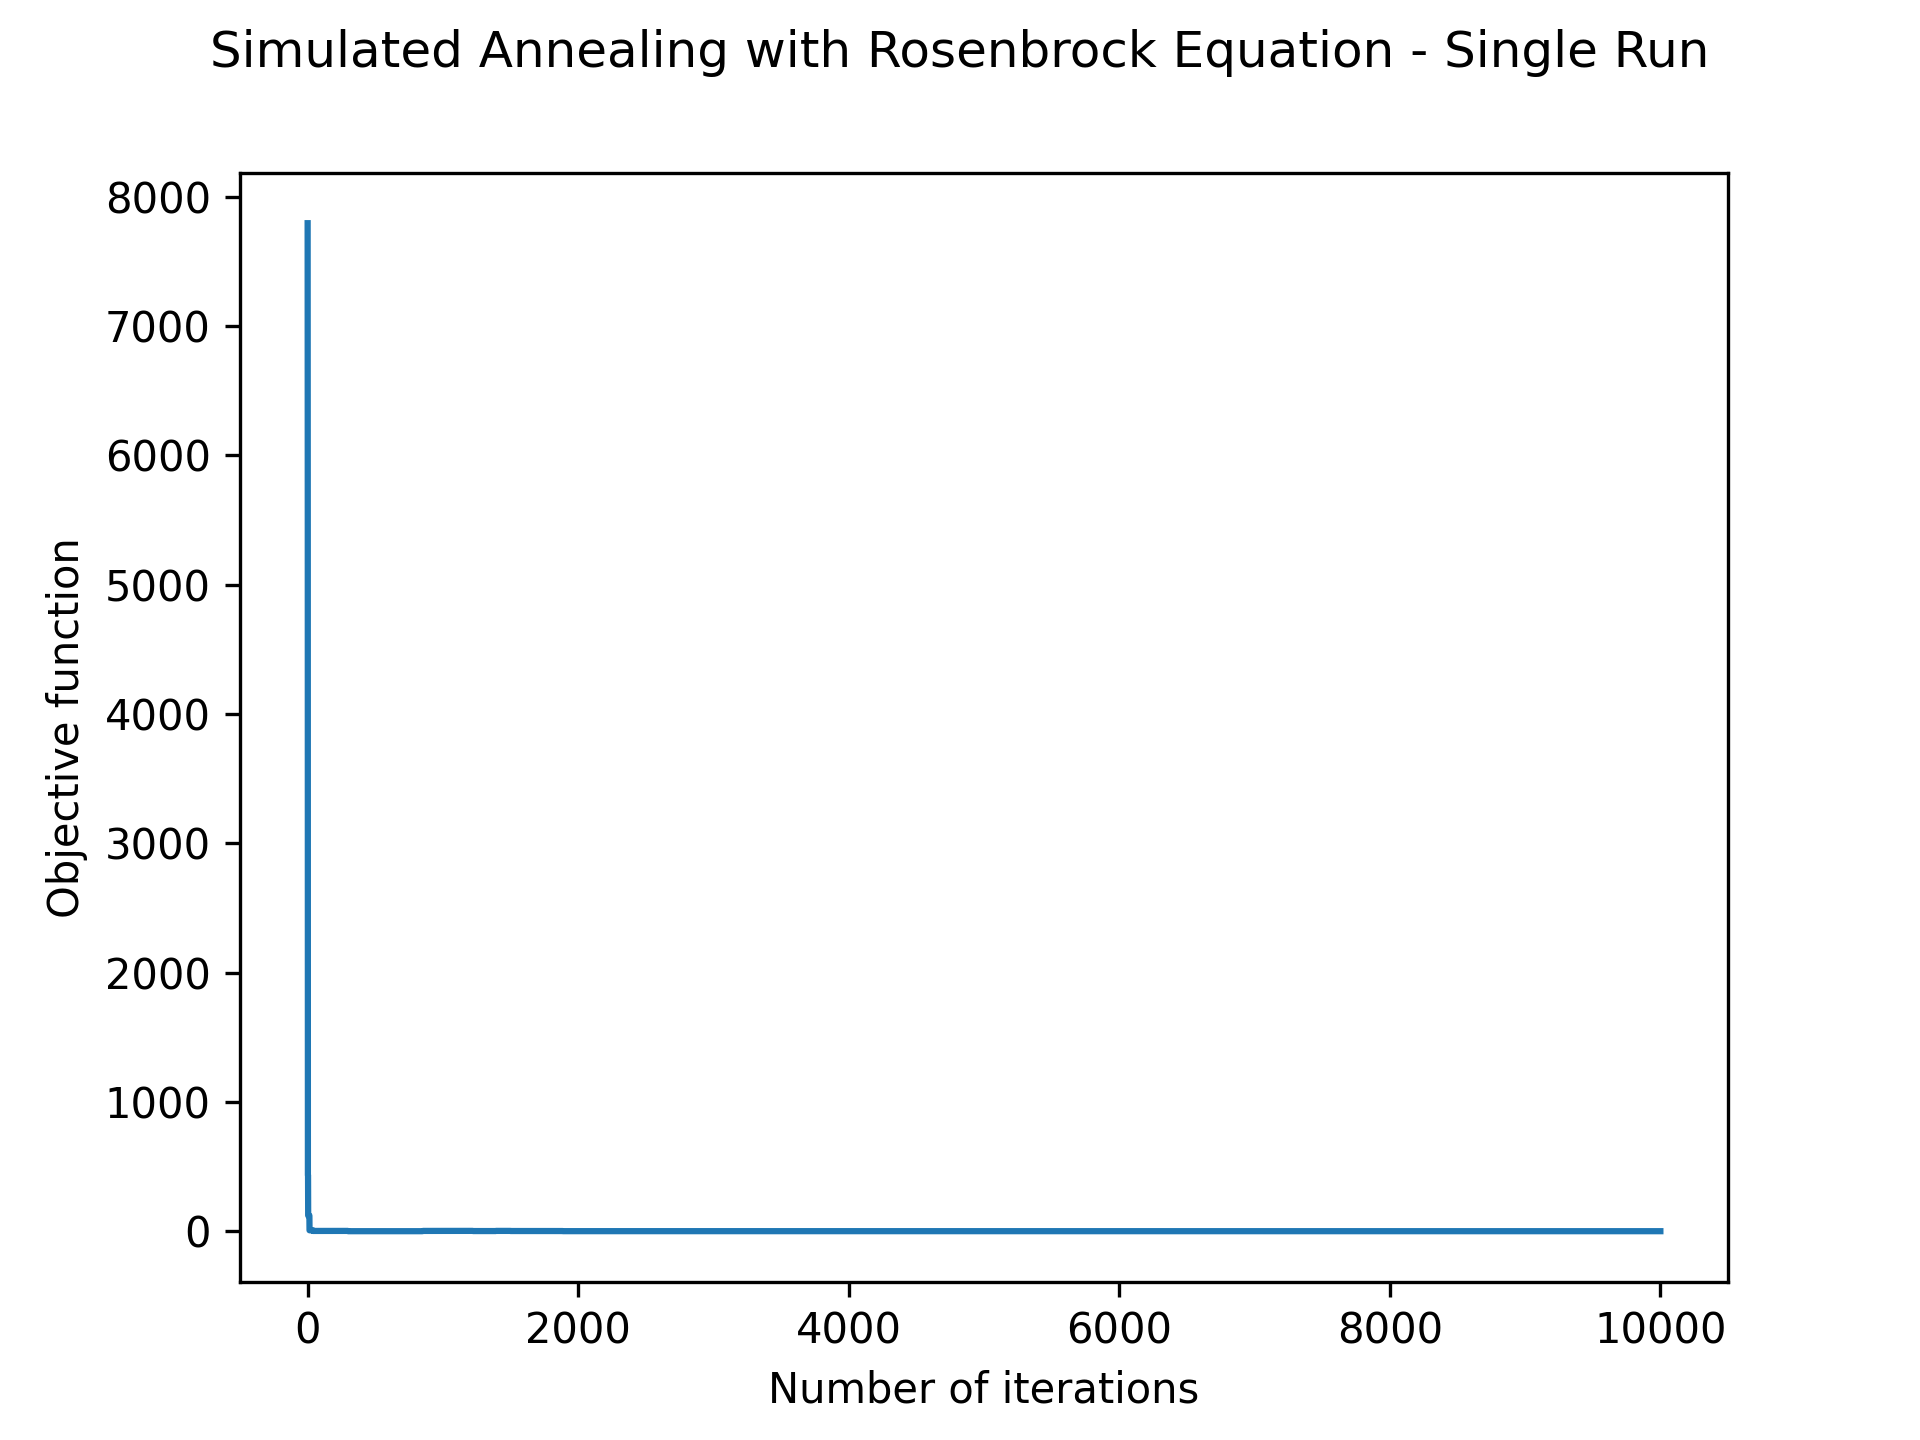 Simulated Annealing with Rosenbrock Equation - Single Run
8000
7000
6000
5000
4000
3000
2000
1000
0
Objective function
0 2000 4000 6000 8000 10000
Number of iterations